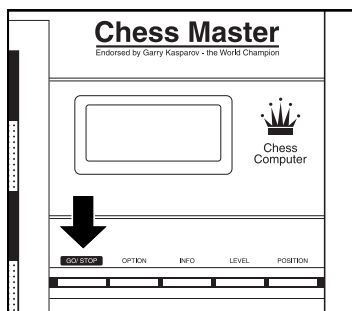 Chess Master
Endorsed by Garry Kasparov - the World Champion
Chess
Computer
GO/ STOP OPTION INFO LEVEL POSITION